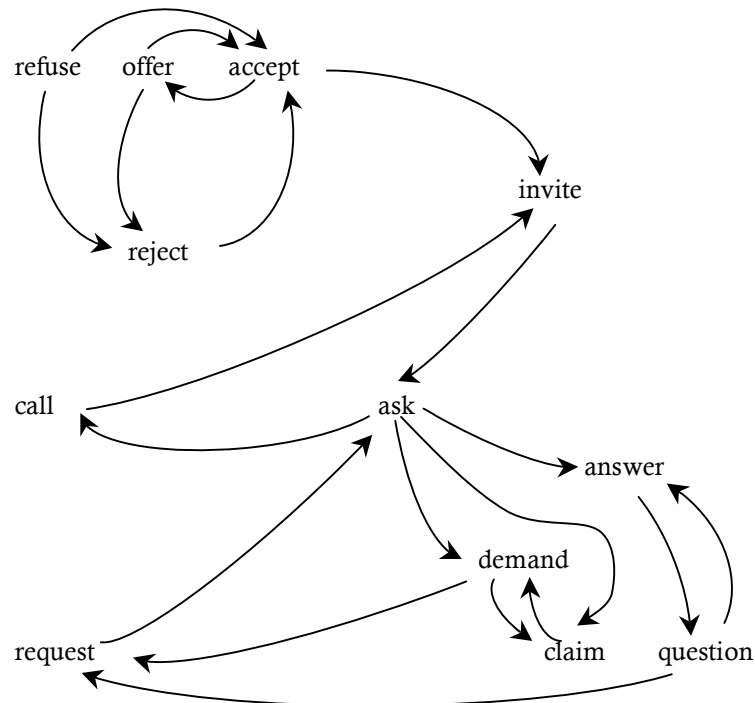 refuse offer accept
invite
reject
call ask
answer
demand
request claim question